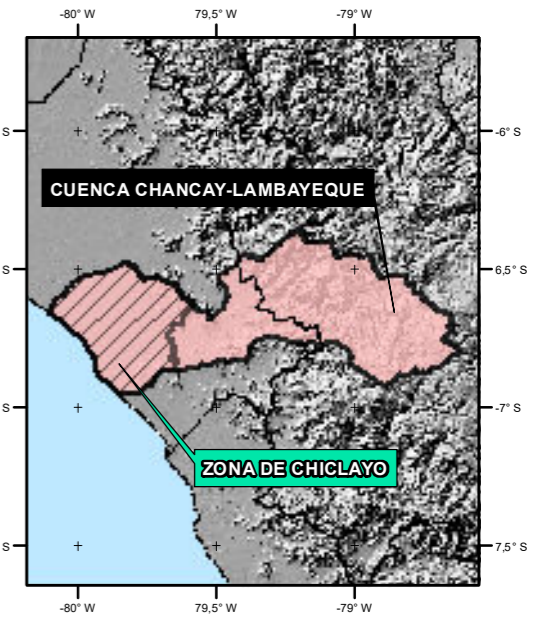 -80° W -79,5° W -79° W
S -6° S
CUENCA CHANCAY-LAMBAYEQUE
S -6,5° S
S -7° S
ZONA DE CHICLAYO
S -7,5° S
-80° W -79,5° W -79° W